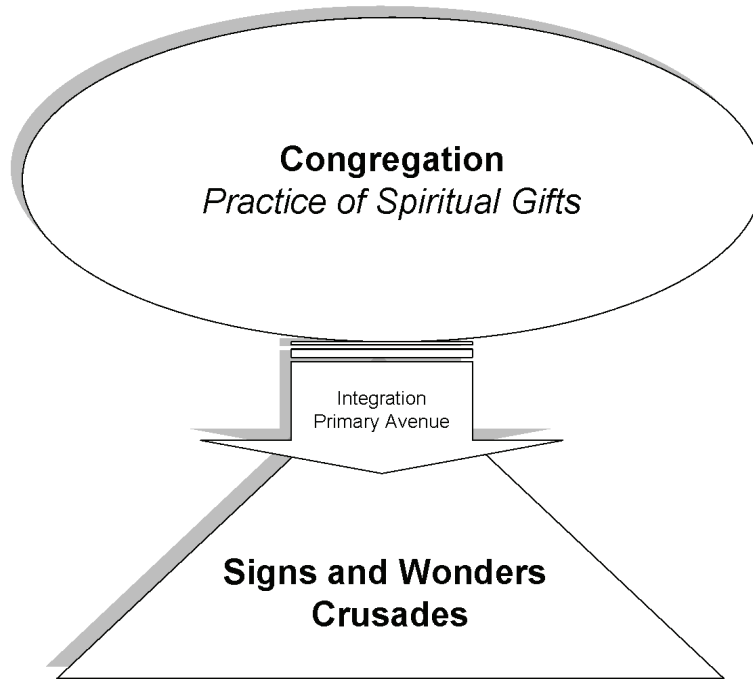 Congregation
Practice of Spiritual Gifts
Integration
Primary Avenue
Signs and Wonders
Crusades